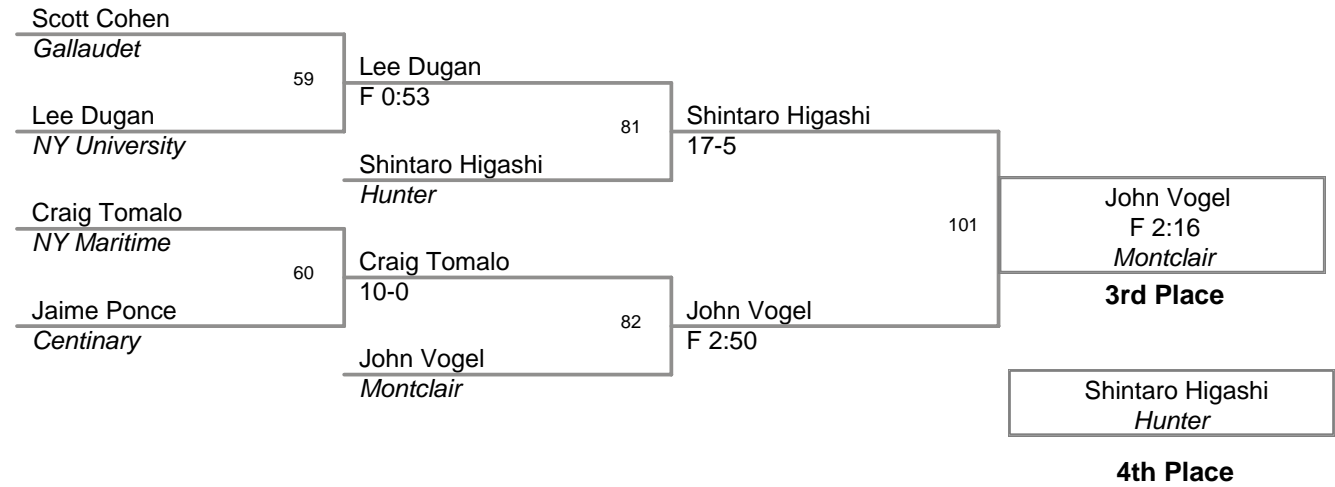 Scott Cohen
Gallaudet
59
Lee Dugan
F 0:53
Lee Dugan
NY University
81
Shintaro Higashi
17-5
Shintaro Higashi
Hunter
Craig Tomalo
NY Maritime
101
John Vogel
F 2:16
Montclair
3rd Place
60
Craig Tomalo
10-0
Jaime Ponce
Centinary
82
John Vogel
F 2:50
John Vogel
Montclair
Shintaro Higashi
Hunter
4th Place